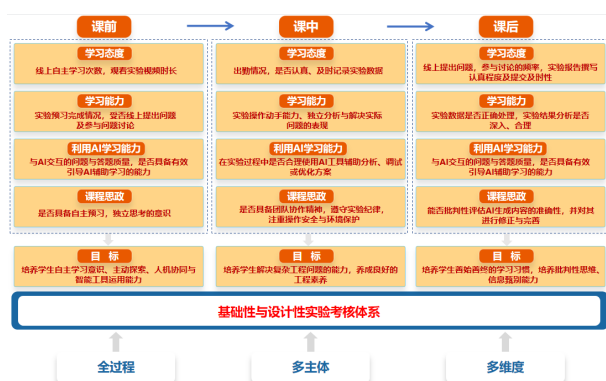 课前
课中
课后
学习态度
线上自主学习次数，观看实验视频时长
学习能力
实验预习完成情况，受否线上提出问题
及参与问题讨论
利用AI学习能力
与AI交互的问题与答题质量，是否具备有效
引导AI辅助学习的能力
课程思政
是否具备自主预习，独立思考的意识
目 标
培养学生自主学习意识、主动探索、人机协同与
智能工具运用能力
学习态度
出勤情况，是否认真、及时记录实验数据
学习能力
实验操作动手能力、独立分析与解决实际
问题的表现
利用AI学习能力
在实验过程中是否合理使用AI工具辅助分析、调试
或优化方案
课程思政
是否具备团队协作精神，遵守实验纪律，
注重操作安全与环境保护
目 标
培养学生解决复杂工程问题的能力，养成良好的
工程素养
学习态度
线上提出问题，参与讨论的频率，实验报告撰写
认真程度及提交及时性
学习能力
实验数据是否正确处理，实验结果分析是否
深入、合理
利用AI学习能力
与AI交互的问题与答题质量，是否具备有效
引导AI辅助学习的能力
课程思政
能否批判性评估AI生成内容的准确性，并对其
进行修正与完善
目 标
培养学生善始善终的学习习惯，培养批判性思维、
信息甄别能力
基础性与设计性实验考核体系
全过程
多主体
多维度